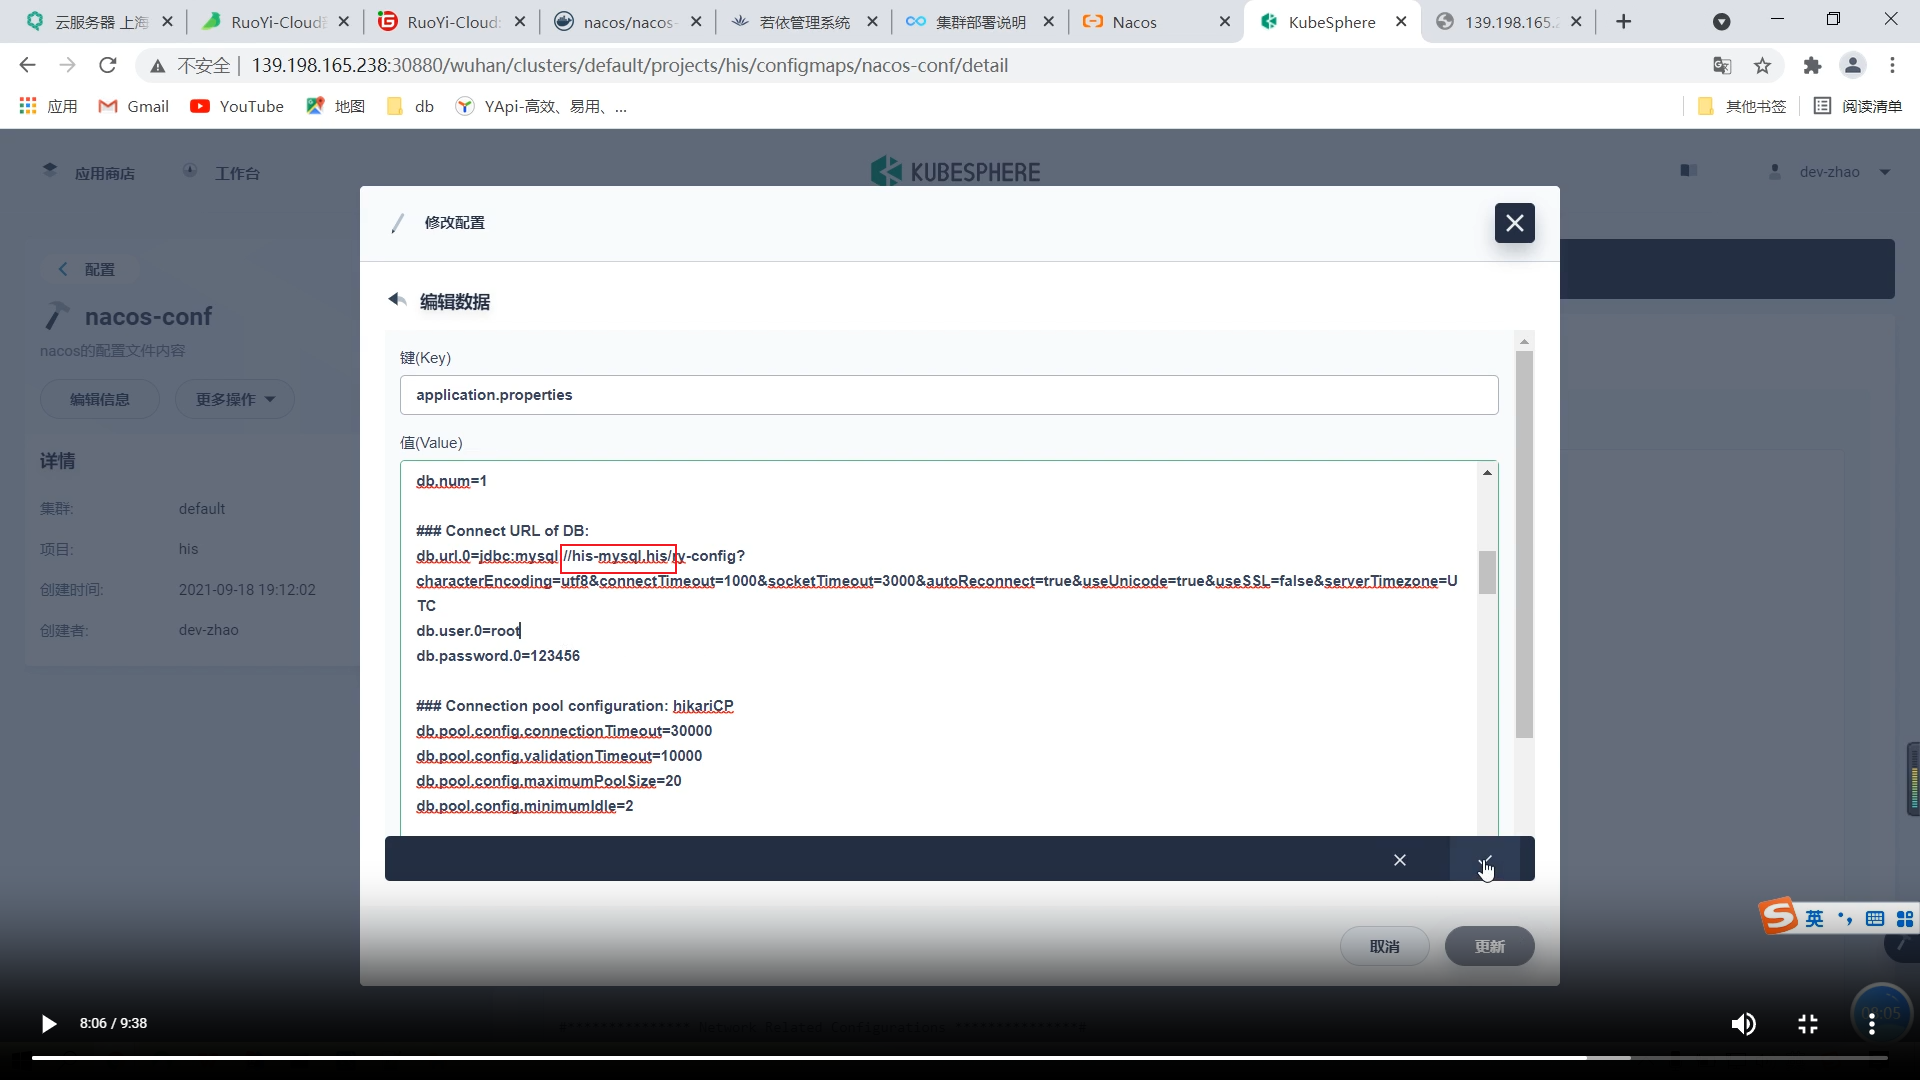 云服务器 上海
RuoYi-Cloud
RuoYi-Cloud:
nacos/nacos-
若依管理系统
集群部署说明
Nacos
KubeSphere
139.198.165.2
不安全
139.198.165.238:30880/wuhan/clusters/default/projects/his/configmaps/nacos-conf/detail
应用
Gmail
YouTube
地图
db
YApi-高效、易用、...
其他书签
阅读清单
应用商店
工作台
KUBESPHERE
dev-zhao
修改配置
配置
编辑数据
nacos-conf
nacos的配置文件内容
键(Key)
application.properties
编辑信息
更多操作
值(Value)
详情
db.num=1
集群:
default
### Connect URL of DB:
项目:
his
db.url.0=jdbc:mysql://his-mysql.his/ry-config?
characterEncoding=utf8&connectTimeout=1000&socketTimeout=3000&autoReconnect=true&useUnicode=true&useSSL=false&serverTimezone=U
TC
创建时间:
2021-09-18 19:12:02
创建者:
dev-zhao
db.user.0=root
db.password.0=123456
### Connection pool configuration: hikariCP
db.pool.config.connectionTimeout=30000
db.pool.config.validationTimeout=10000
db.pool.config.maximumPoolSize=20
db.pool.config.minimumIdle=2
英
取消
更新
8:06 / 9:38
#*************** Network Related Configurations ***************#
08:05